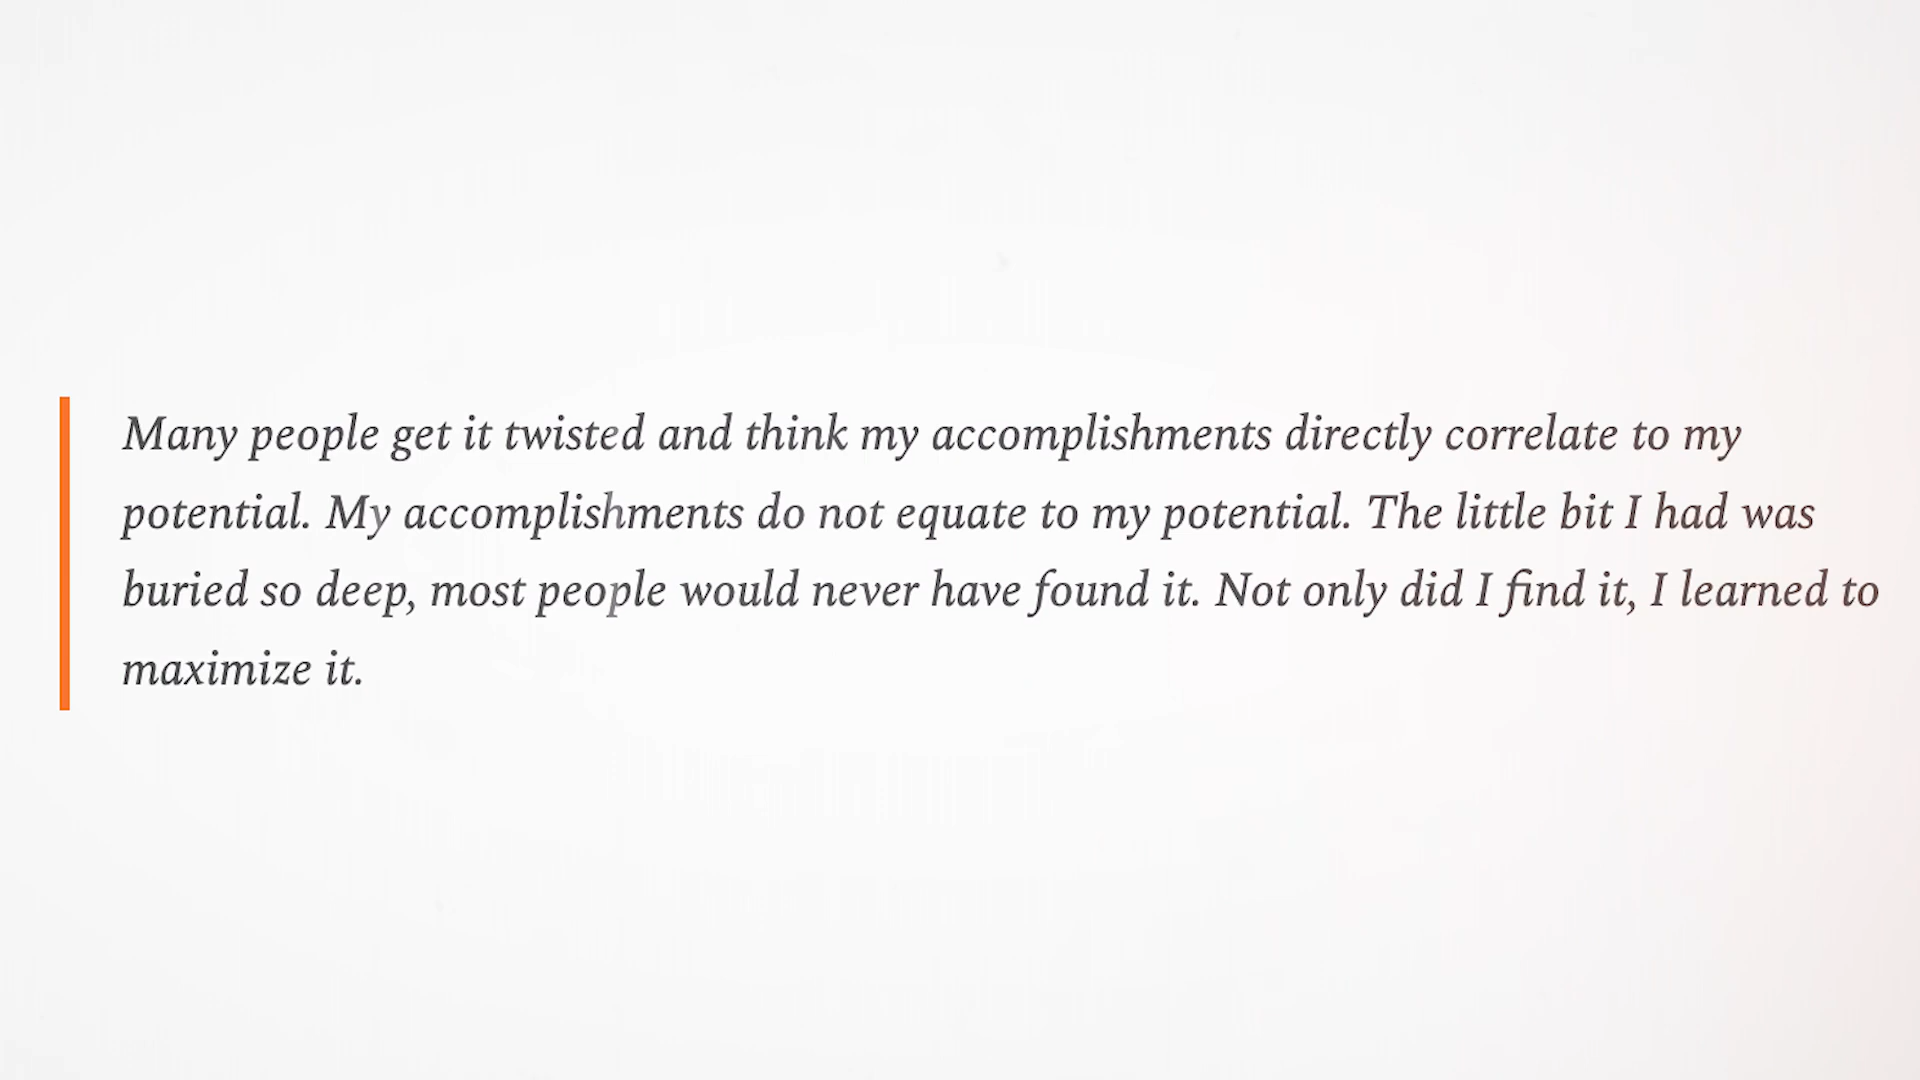 Many people get it twisted and think my accomplishments directly correlate to my
potential. My accomplishments do not equate to my potential. The little bit I had was
buried so deep, most people would never have found it. Not only did I find it, I learned to
maximize it.